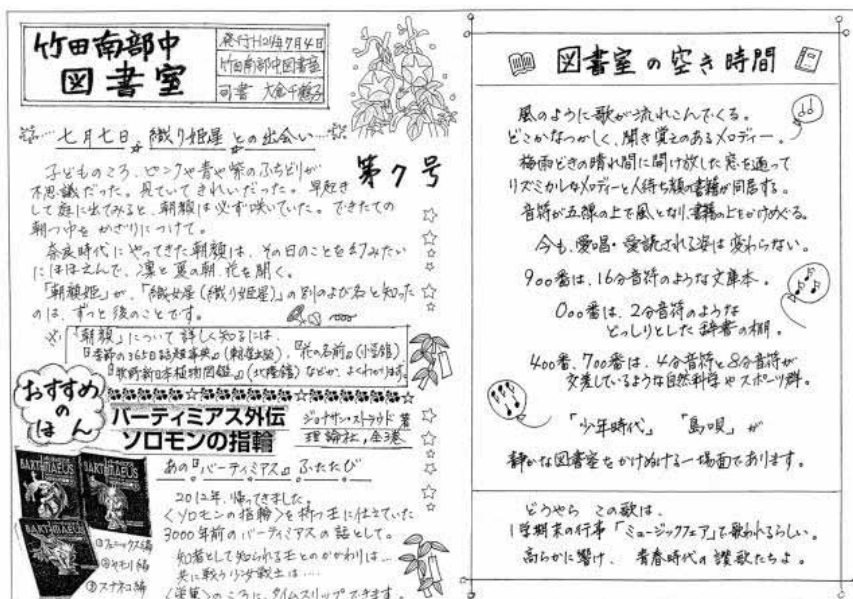 竹田南部中
図書室
発行H24年7月4日
竹田南部中図書室
司書 大倉千鶴子
七月七日 織り姫星 との出会い
第7号
子どものころ、ピンクや青や紫のふちどりが
不思議だった。見ていてきれいだった。早起き
して庭に出てみると、朝顔は必ず咲いていた。できたての
朝つゆを かざりにつけて。
奈良時代にやってきた朝顔は、その日のことを幻みたい
にほほえんで、凛と夏の朝、花を開く。
「朝顔姫」が、「織女星(織り姫星)」の別のよび名と知った
のは、ずっと後のことです。
※「朝顔」について詳しく知るには、
『季節の365日話題事典』(東京堂出版)、『花の名前』(小学館)
『牧野新日本植物図鑑』(北隆館)などが、よくわかります。
おすすめ
の
ほん
バーティミアス外伝
ソロモンの指輪
ジョナサン・ストラウド 著
理論社,全3巻
あの『バーティミアス』ふたたび
2012年、帰ってきました。
〈ソロモンの指輪〉を持つ王に仕えていた
3000年前のバーティミアスの話として。
知者として知られる王とのかかわりは…
共に戦う少女戦士は‥‥
のころに、タイムスリップできます。
BARTIMAEUS
BARTIMAEUS
BARTIMAEUS
①フェニックス編
②ヤモリ編
③スナネコ編
図書室の空き時間
風のように歌が流れこんでくる。
どこかなつかしく、聞き覚えのあるメロディー。
梅雨どきの晴れ間に開け放した窓を通って
リズミカルなメロディーと人待ち顔の書籍が同居する。
音符が五線の上で風となり、書籍の上をかけめぐる。
今も、愛唱・愛読される姿は変わらない。
900番は、16分音符のような文庫本。
000番は、2分音符のような
どっしりとした辞書の棚。
400番、700番は、4分音符と8分音符が
交差しているような自然科学やスポーツ群。
「少年時代」 「島唄」が
静かな図書室をかけぬける一場面であります。
どうやら この歌は、
1学期末の行事「ミュージックフェア」で歌われるらしい。
高らかに響け、青春時代の讃歌たちよ。